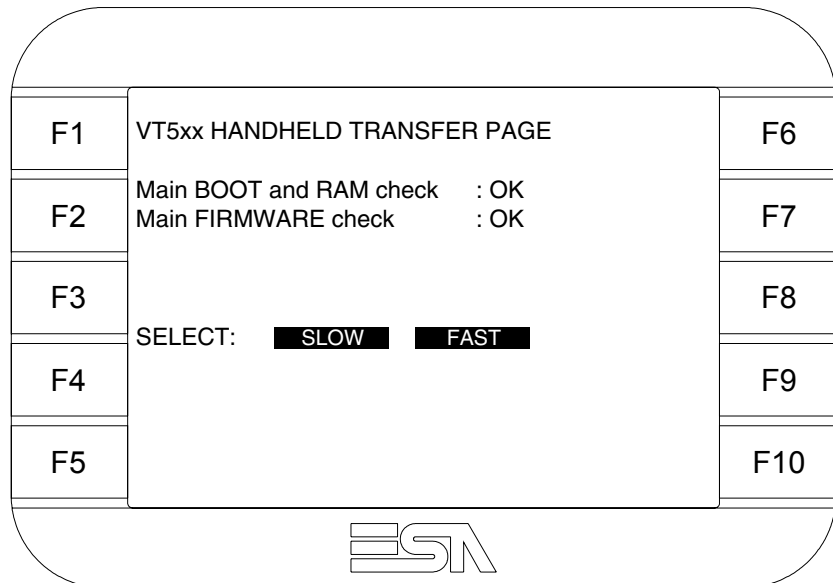 F1
F2
F3
F4
F5
VT5xx HANDHELD TRANSFER PAGE
Main BOOT and RAM check : OK
Main FIRMWARE check : OK
SELECT: SLOW FAST
F6
F7
F8
F9
F10
ESA